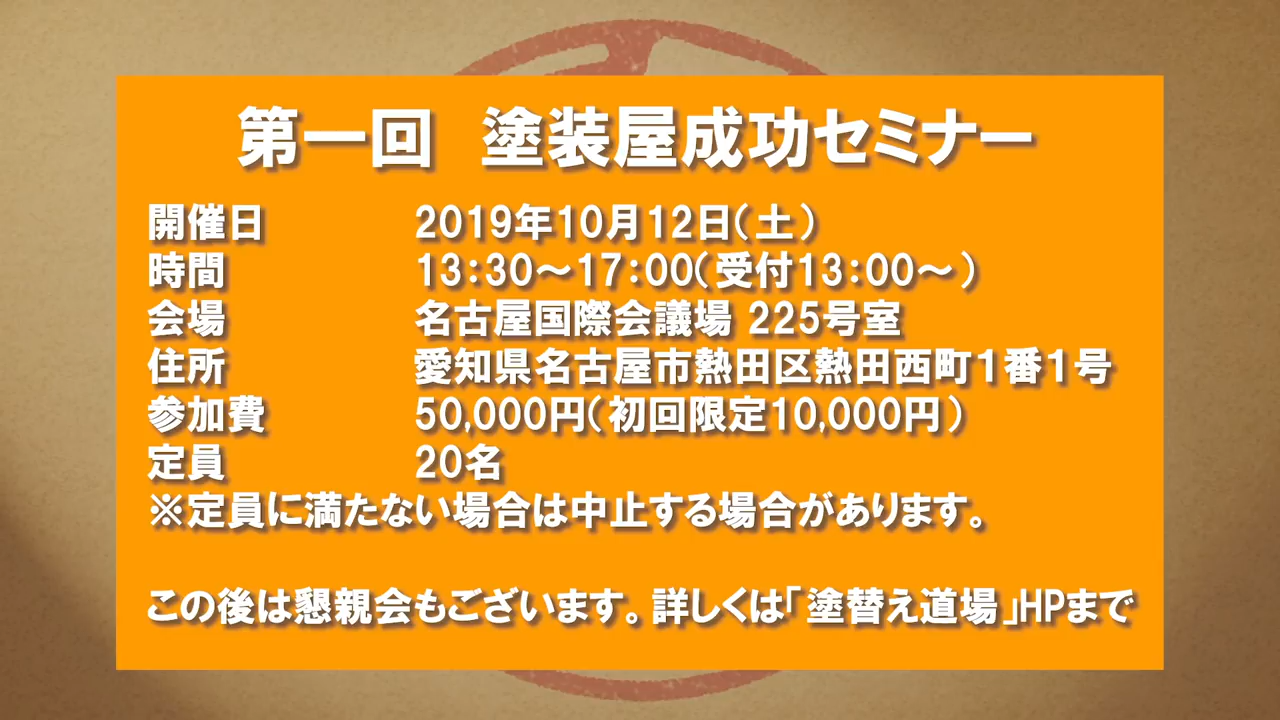 第一回　塗装屋成功セミナー
開催日　2019年10月12日（土）
時間　13：30～17：00（受付13：00～）
会場　名古屋国際会議場 225号室
住所　愛知県名古屋市熱田区熱田西町１番１号
参加費　50,000円（初回限定10,000円）
定員　20名
※定員に満たない場合は中止する場合があります。
この後は懇親会もございます。詳しくは「塗替え道場」HPまで